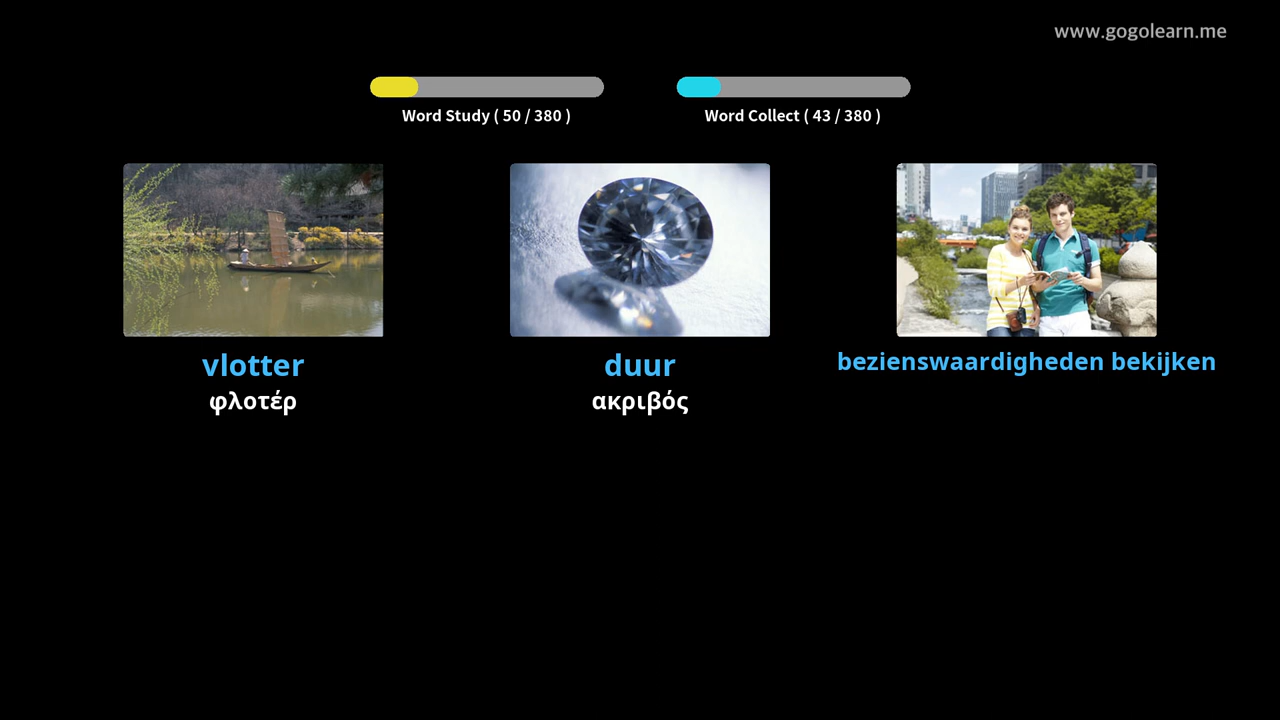 www.gogolearn.me
Word Study ( 50 / 380 )
Word Collect ( 43 / 380 )
vlotter
φλοτέρ
duur
ακριβός
bezienswaardigheden bekijken